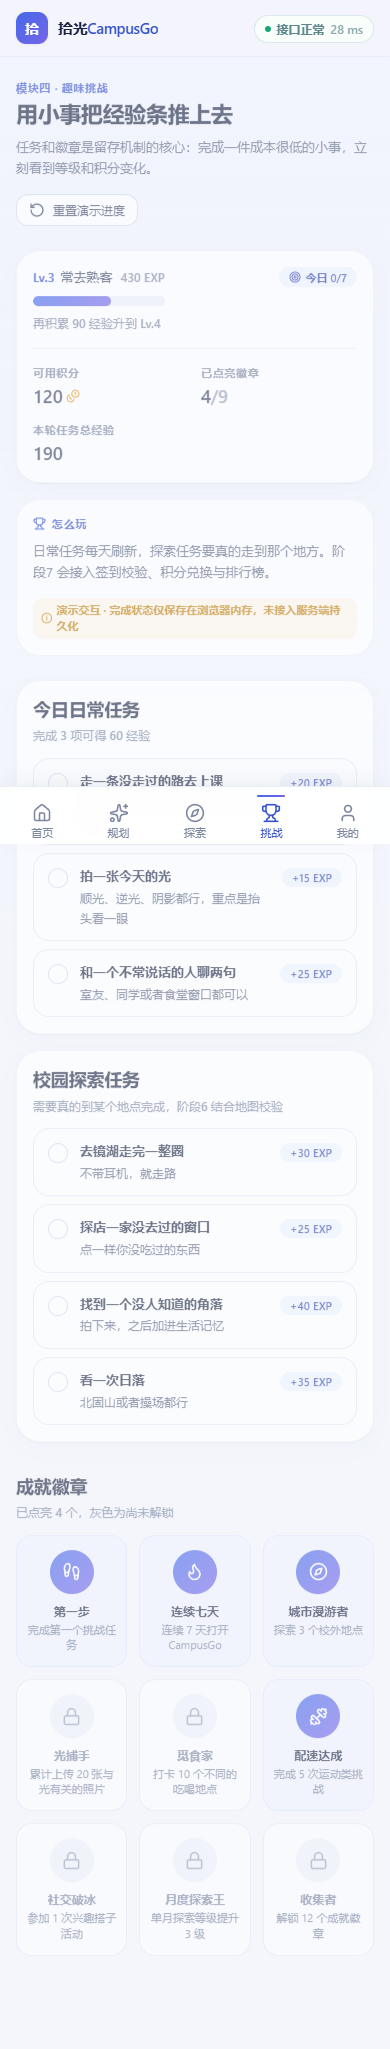 拾
拾光CampusGo
接口正常 28 ms
模块四 · 趣味挑战
用小事把经验条推上去
任务和徽章是留存机制的核心：完成一件成本很低的小事，立
刻看到等级和积分变化。
重置演示进度
Lv.3 常去熟客 430 EXP
今日 0/7
再积累 90 经验升到 Lv.4
可用积分
已点亮徽章
120
4/9
本轮任务总经验
190
怎么玩
日常任务每天刷新，探索任务要真的走到那个地方。阶
段7 会接入签到校验、积分兑换与排行榜。
演示交互 · 完成状态仅保存在浏览器内存，未接入服务端持
久化
今日日常任务
完成 3 项可得 60 经验
走一条没走过的路去上课
+20 EXP
首页
规划
探索
挑战
我的
拍一张今天的光
+15 EXP
顺光、逆光、阴影都行，重点是抬
头看一眼
和一个不常说话的人聊两句
+25 EXP
室友、同学或者食堂窗口都可以
校园探索任务
需要真的到某个地点完成，阶段6 结合地图校验
去镜湖走完一整圈
+30 EXP
不带耳机，就走路
探店一家没去过的窗口
+25 EXP
点一样你没吃过的东西
找到一个没人知道的角落
+40 EXP
拍下来，之后加进生活记忆
看一次日落
+35 EXP
北固山或者操场都行
成就徽章
已点亮 4 个，灰色为尚未解锁
第一步
完成第一个挑战任
务
连续七天
连续 7 天打开
CampusGo
城市漫游者
探索 3 个校外地点
光捕手
累计上传 20 张与
光有关的照片
觅食家
打卡 10 个不同的
吃喝地点
配速达成
完成 5 次运动类挑
战
社交破冰
参加 1 次兴趣搭子
活动
月度探索王
单月探索等级提升
3 级
收集者
解锁 12 个成就徽
章